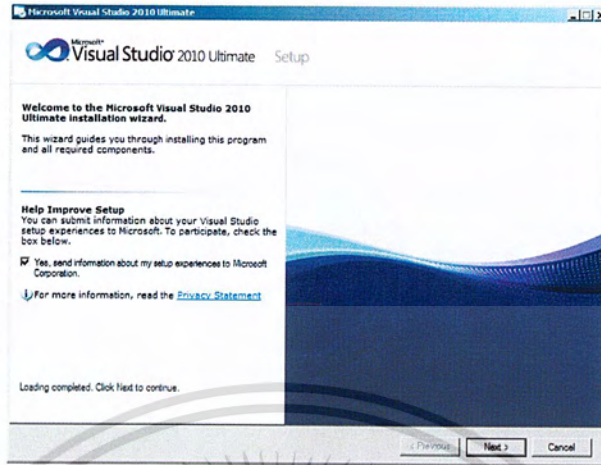 Microsoft Visual Studio 2010 Ultimate
Microsoft®
Visual Studio® 2010 Ultimate Setup
Welcome to the Microsoft Visual Studio 2010
Ultimate installation wizard.
This wizard guides you through installing this program
and all required components.
Help Improve Setup
You can submit information about your Visual Studio
setup experiences to Microsoft. To participate, check the
box below.
Yes, send information about my setup experiences to Microsoft
Corporation.
For more information, read the Privacy Statement
Loading completed. Click Next to continue.
< Previous Next > Cancel